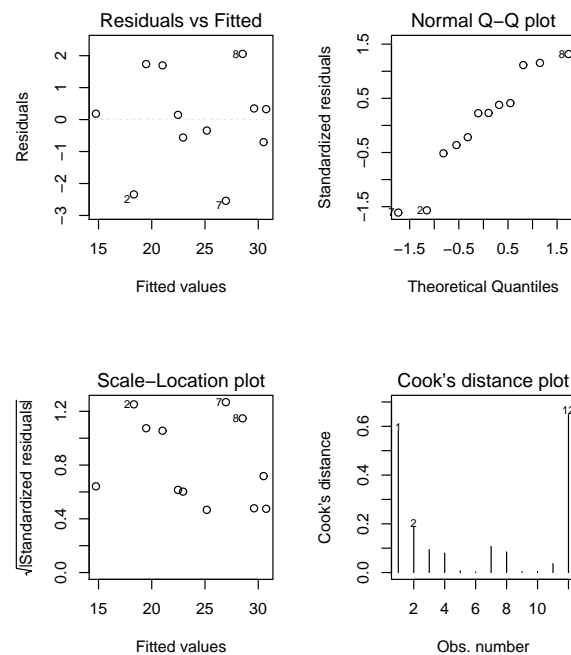 Residuals vs Fitted
Residuals
−3 −2 −1 0 1 2
8
2
7
15 20 25 30
Fitted values
Normal Q−Q plot
Standardized residuals
−1.5 −0.5 0.5 1.5
8
7
2
−1.5 −0.5 0.5 1.5
Theoretical Quantiles
Scale−Location plot
√|Standardized residuals|
0.0 0.4 0.8 1.2
2
7
8
15 20 25 30
Fitted values
Cook's distance plot
Cook's distance
0.0 0.2 0.4 0.6
1
2
12
2 4 6 8 10
Obs. number